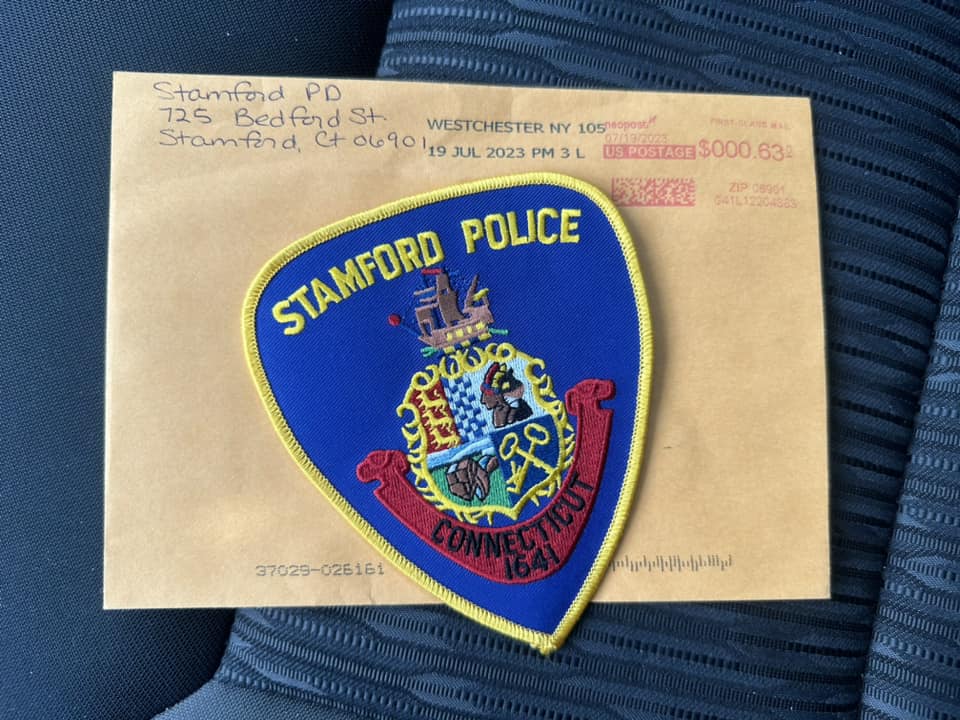 Stamford PD
725 Bedford St.
Stamford, Ct 06901
WESTCHESTER NY 105
19 JUL 2023 PM 3 L
neopost
FIRST-CLASS MAIL
07/19/2023
US POSTAGE $000.63⁰
ZIP 06901
041L12204883
STAMFORD POLICE
CONNECTICUT
1641
37029-026161